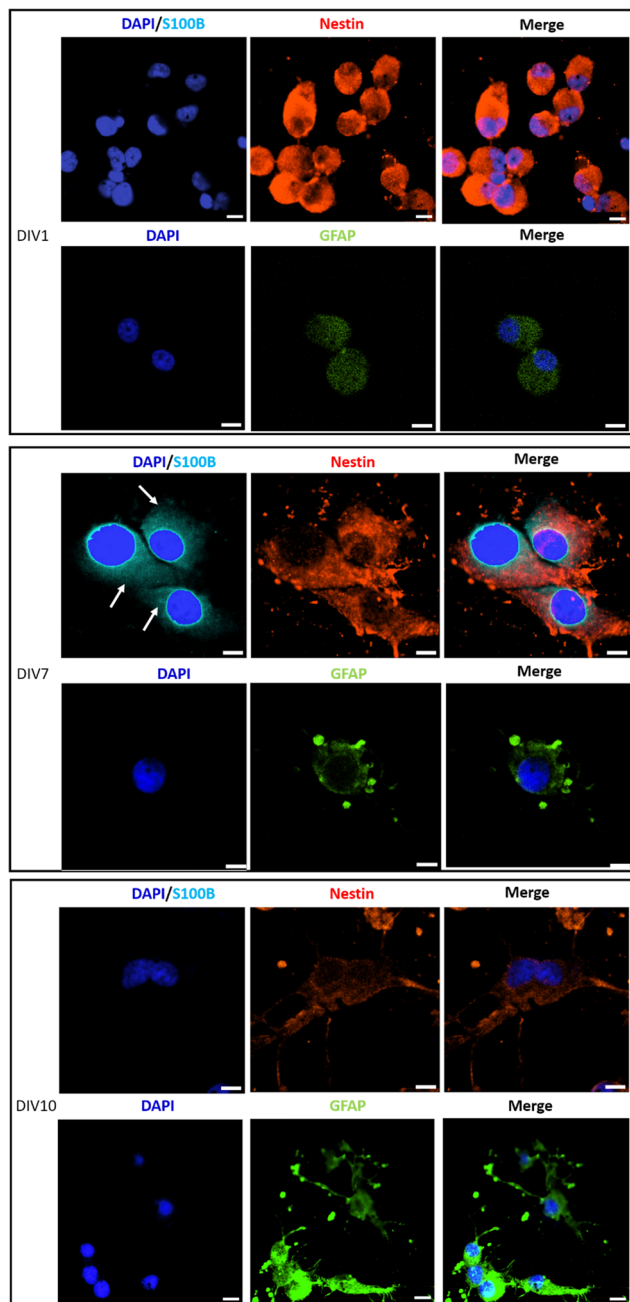 DAPI/S100B Nestin Merge
DIV1
DAPI GFAP Merge
DAPI/S100B Nestin Merge
DIV7
DAPI GFAP Merge
DAPI/S100B Nestin Merge
DIV10
DAPI GFAP Merge